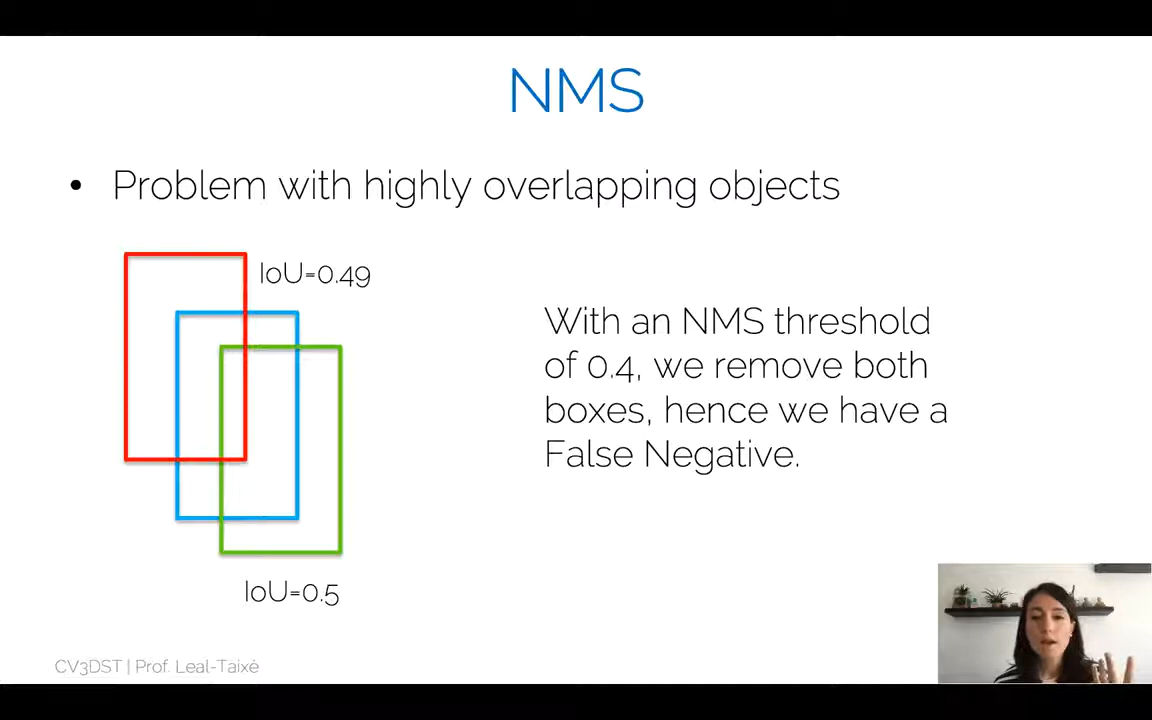 NMS
• Problem with highly overlapping objects
IoU=0.49
With an NMS threshold
of 0.4, we remove both
boxes, hence we have a
False Negative.
IoU=0.5
CV3DST | Prof. Leal-Taixé